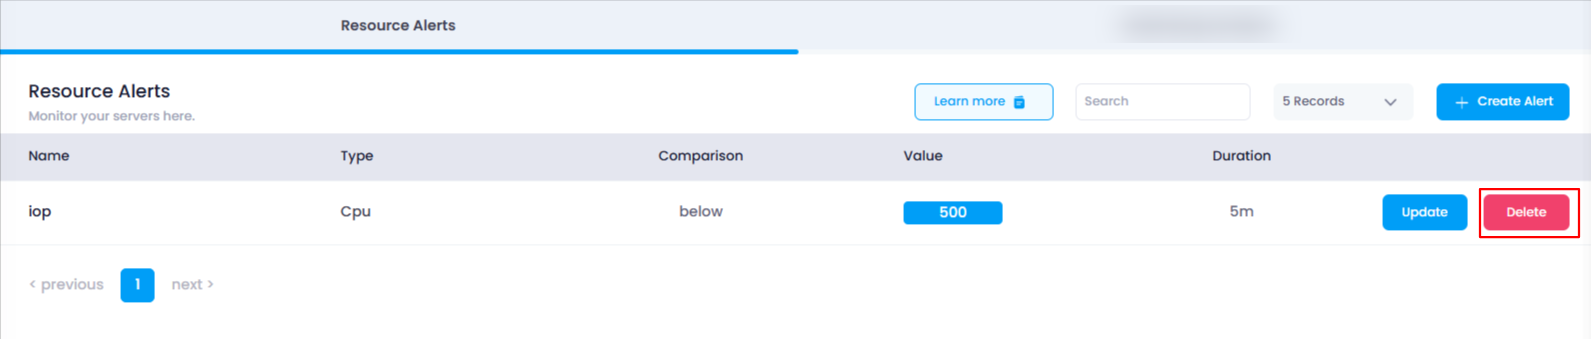 Resource Alerts
Resource Alerts
Monitor your servers here.
Learn more
Search
5 Records
+ Create Alert
Name Type Comparison Value Duration
iop Cpu below 500 5m Update Delete
< previous 1 next >